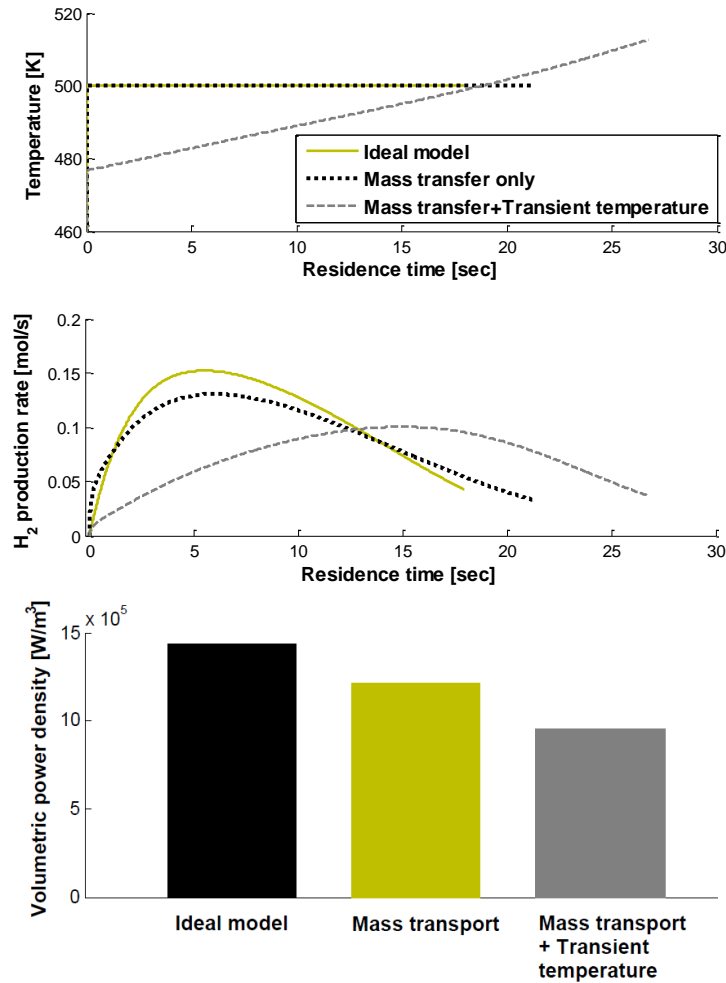 520
500
480
460
Temperature [K]
0
5
10
15
20
25
30
Residence time [sec]
Ideal model
Mass transfer only
Mass transfer+Transient temperature
0.2
0.15
0.1
0.05
0
H2 production rate [mol/s]
0
5
10
15
20
25
30
Residence time [sec]
x 10^5
15
10
5
0
Volumetric power density [W/m3]
Ideal model
Mass transport
Mass transport
+ Transient
temperature